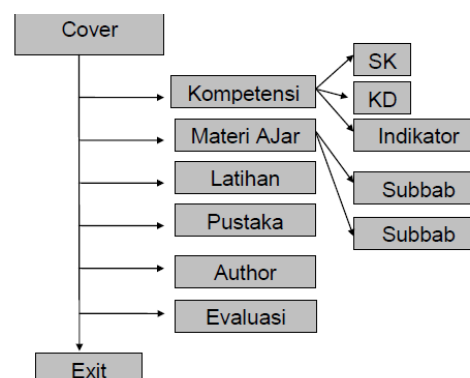 Cover
SK
Kompetensi
KD
Materi AJar
Indikator
Latihan
Subbab
Pustaka
Subbab
Author
Evaluasi
Exit